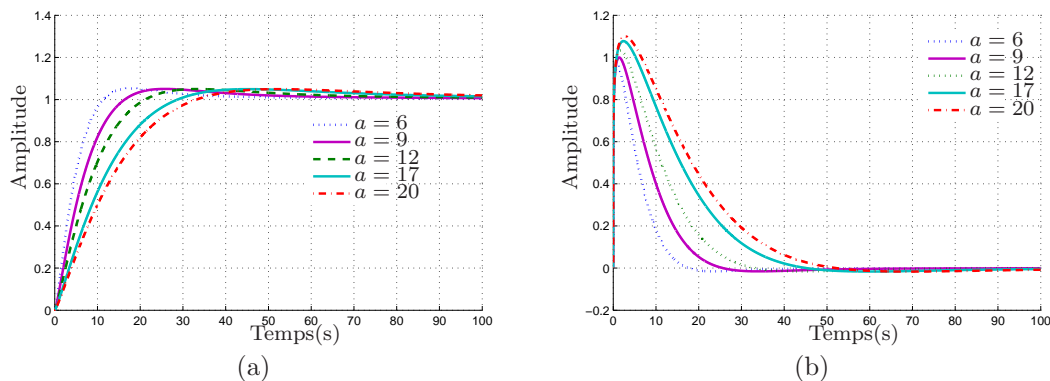 1.4
1.2
1
0.8
0.6
0.4
0.2
0
Amplitude
0 10 20 30 40 50 60 70 80 90 100
Temps(s)
a = 6
a = 9
a = 12
a = 17
a = 20
(a)
1.2
1
0.8
0.6
0.4
0.2
0
−0.2
Amplitude
0 10 20 30 40 50 60 70 80 90 100
Temps(s)
a = 6
a = 9
a = 12
a = 17
a = 20
(b)